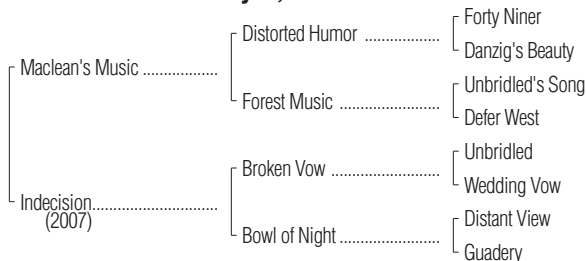 Forty Niner
Distorted Humor ..................
Danzig's Beauty
Maclean's Music ..................
Unbridled's Song
Forest Music ........................
Defer West
Unbridled
Broken Vow .........................
Wedding Vow
Indecision..............................
(2007)
Distant View
Bowl of Night .......................
Guadery